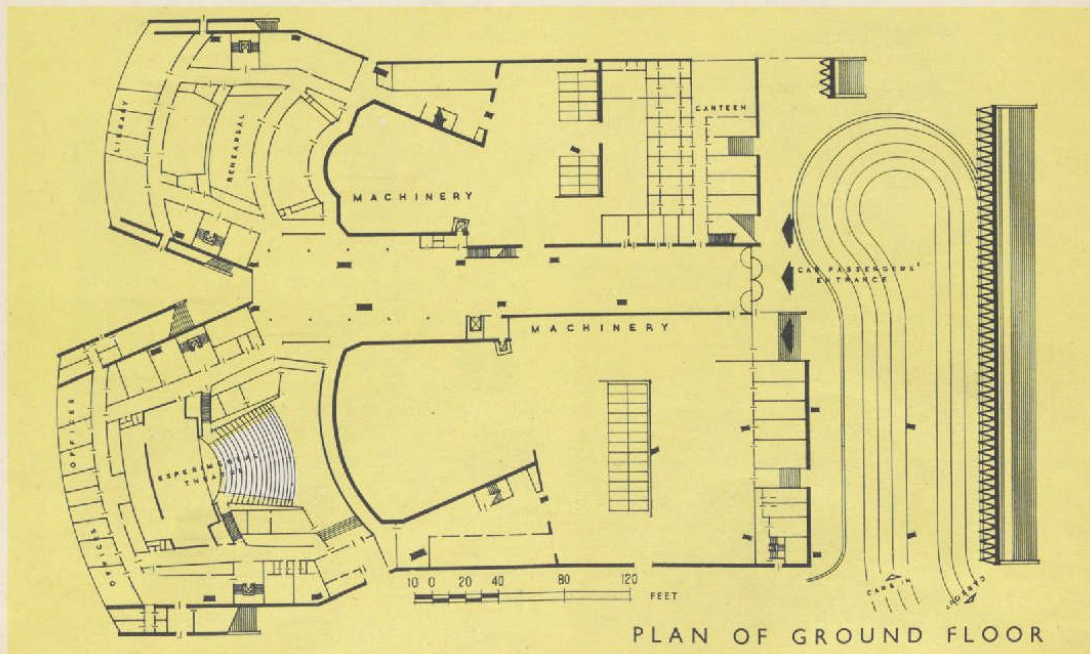 LIBRARY
REHEARSAL
MACHINERY
CANTEEN
CAR PASSENGERS'
ENTRANCE
MACHINERY
OFFICES
EXPERIMENTAL
THEATRE
OFFICES
10 0 20 40 80 120
FEET
CARS IN
CARS OUT
PLAN OF GROUND FLOOR